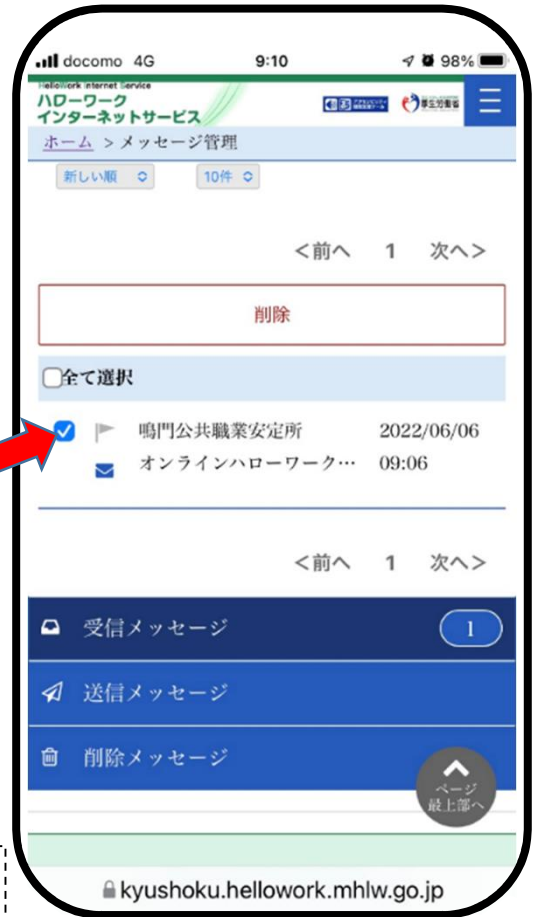 docomo 4G 9:10 98%
HelloWork Internet Service
ハローワーク
インターネットサービス
厚生労働省
ホーム > メッセージ管理
新しい順 10件
<前へ 1 次へ>
削除
全て選択
鳴門公共職業安定所 2022/06/06
オンラインハローワーク… 09:06
<前へ 1 次へ>
受信メッセージ 1
送信メッセージ
削除メッセージ
ページ
最上部へ
kyushoku.hellowork.mhlw.go.jp